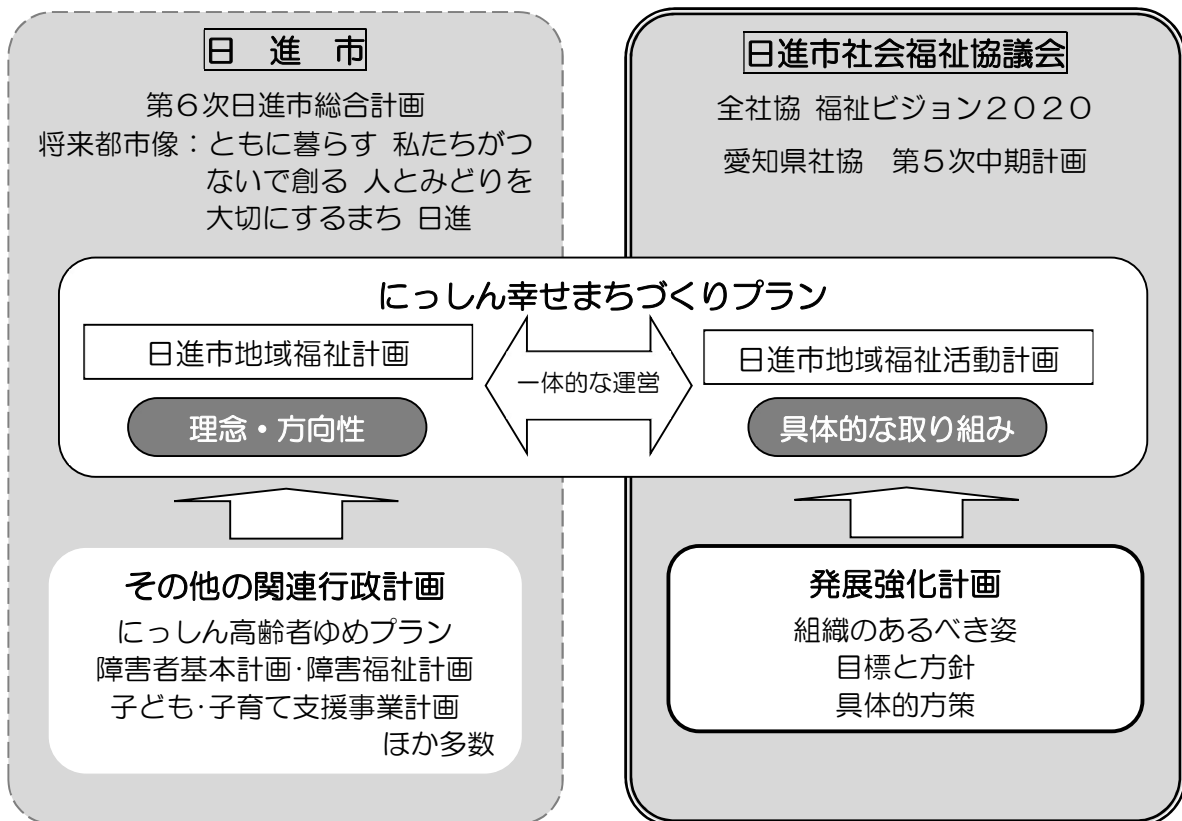 日　進　市
第６次日進市総合計画
将来都市像：ともに暮らす 私たちがつ
ないで創る 人とみどりを
大切にするまち 日進
日進市社会福祉協議会
全社協 福祉ビジョン２０２０
愛知県社協　第５次中期計画
にっしん幸せまちづくりプラン
日進市地域福祉計画
理念・方向性
一体的な運営
日進市地域福祉活動計画
具体的な取り組み
その他の関連行政計画
にっしん高齢者ゆめプラン
障害者基本計画･障害福祉計画
子ども･子育て支援事業計画
ほか多数
発展強化計画
組織のあるべき姿
目標と方針
具体的方策